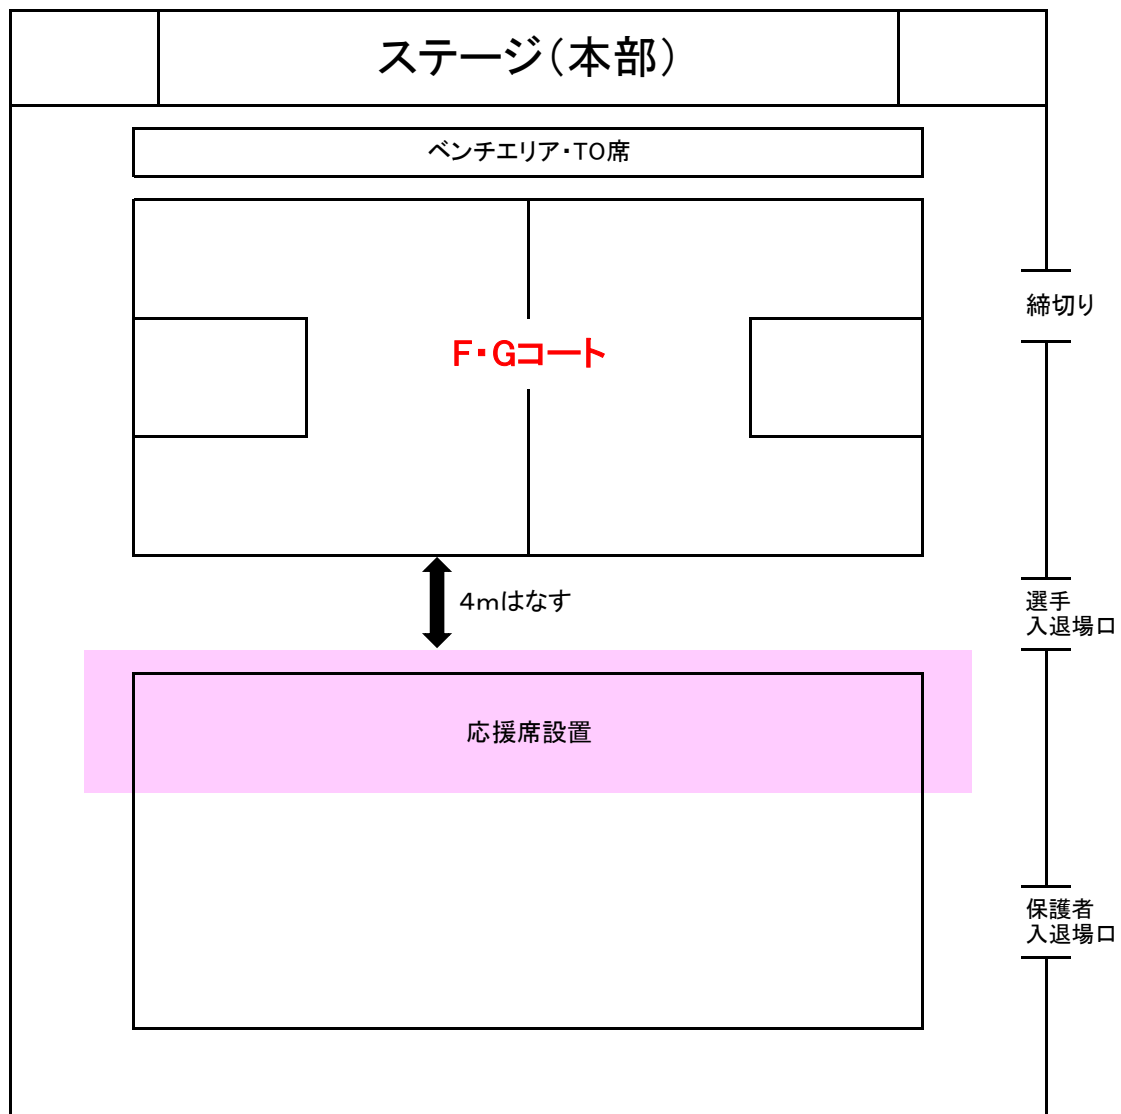 ステージ（本部）
ベンチエリア・TO席
締切り
F・Gコート
4mはなす
選手
入退場口
応援席設置
保護者
入退場口